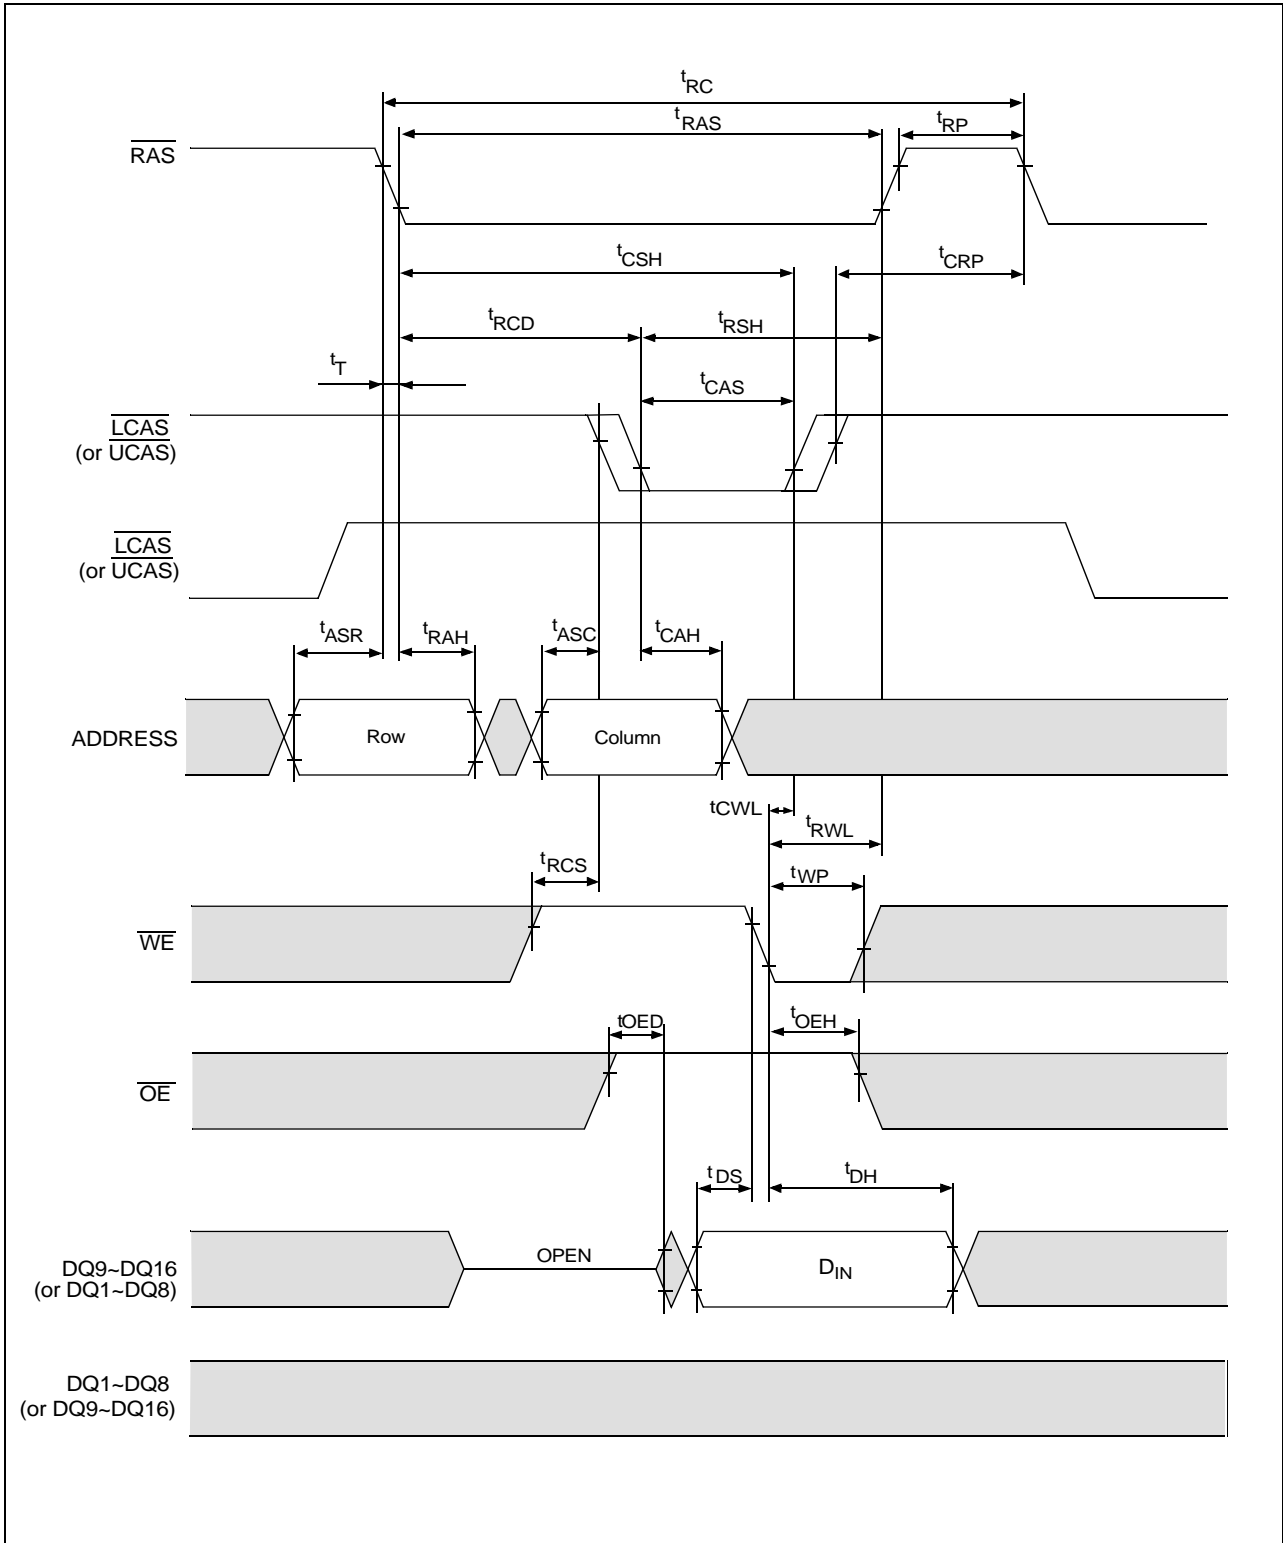 tRC
tRAS
tRP
RAS
tCSH
tCRP
tRCD
tRSH
tT
tCAS
LCAS
(or UCAS)
LCAS
(or UCAS)
tASR
tRAH
tASC
tCAH
ADDRESS
Row
Column
tCWL
tRWL
tRCS
tWP
WE
tOED
tOEH
OE
tDS
tDH
OPEN
DIN
DQ9~DQ16
(or DQ1~DQ8)
DQ1~DQ8
(or DQ9~DQ16)